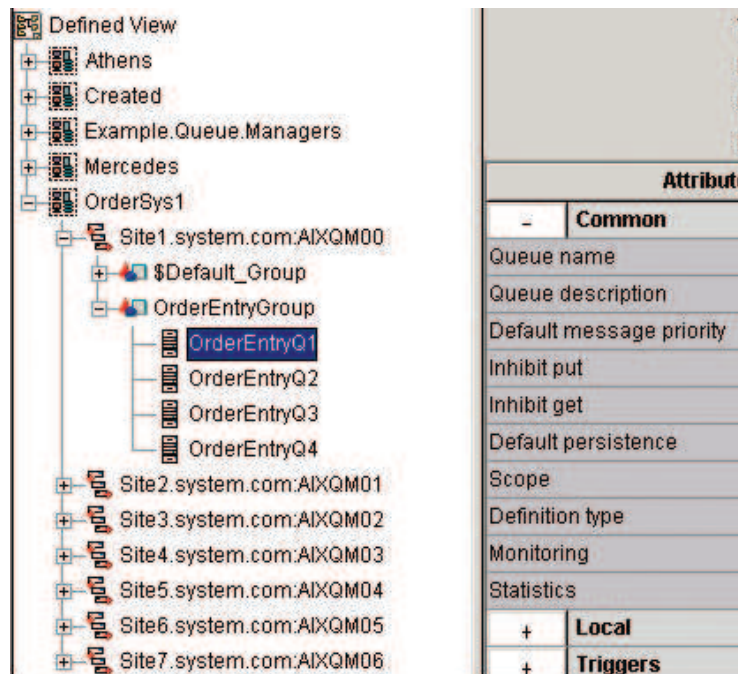 Defined View
Athens
Created
Example.Queue.Managers
Mercedes
OrderSys1
Site1.system.com:AIXQM00
$Default_Group
OrderEntryGroup
OrderEntryQ1
OrderEntryQ2
OrderEntryQ3
OrderEntryQ4
Site2.system.com:AIXQM01
Site3.system.com:AIXQM02
Site4.system.com:AIXQM03
Site5.system.com:AIXQM04
Site6.system.com:AIXQM05
Site7.system.com:AIXQM06
Attribut
- Common
Queue name
Queue description
Default message priority
Inhibit put
Inhibit get
Default persistence
Scope
Definition type
Monitoring
Statistics
+ Local
+ Triggers